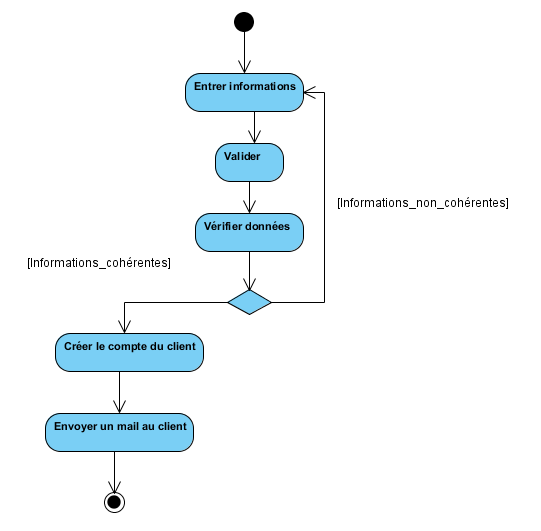 Entrer informations
Valider
[Informations_non_cohérentes]
Vérifier données
[Informations_cohérentes]
Créer le compte du client
Envoyer un mail au client